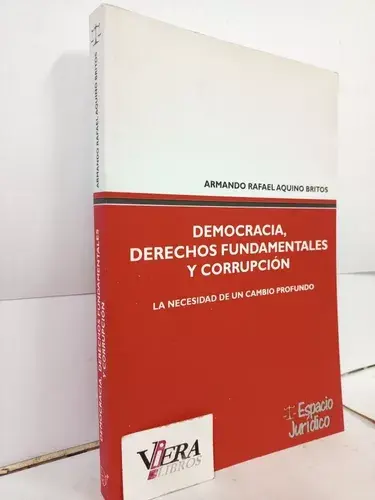 ARMANDO RAFAEL AQUINO BRITOS
DEMOCRACIA,
DERECHOS FUNDAMENTALES
Y CORRUPCIÓN
LA NECESIDAD DE UN CAMBIO PROFUNDO
Espacio
Jurídico
ARMANDO RAFAEL AQUINO BRITOS
DEMOCRACIA, DERECHOS FUNDAMENTALES
Y CORRUPCIÓN
VIERA
LIBROS